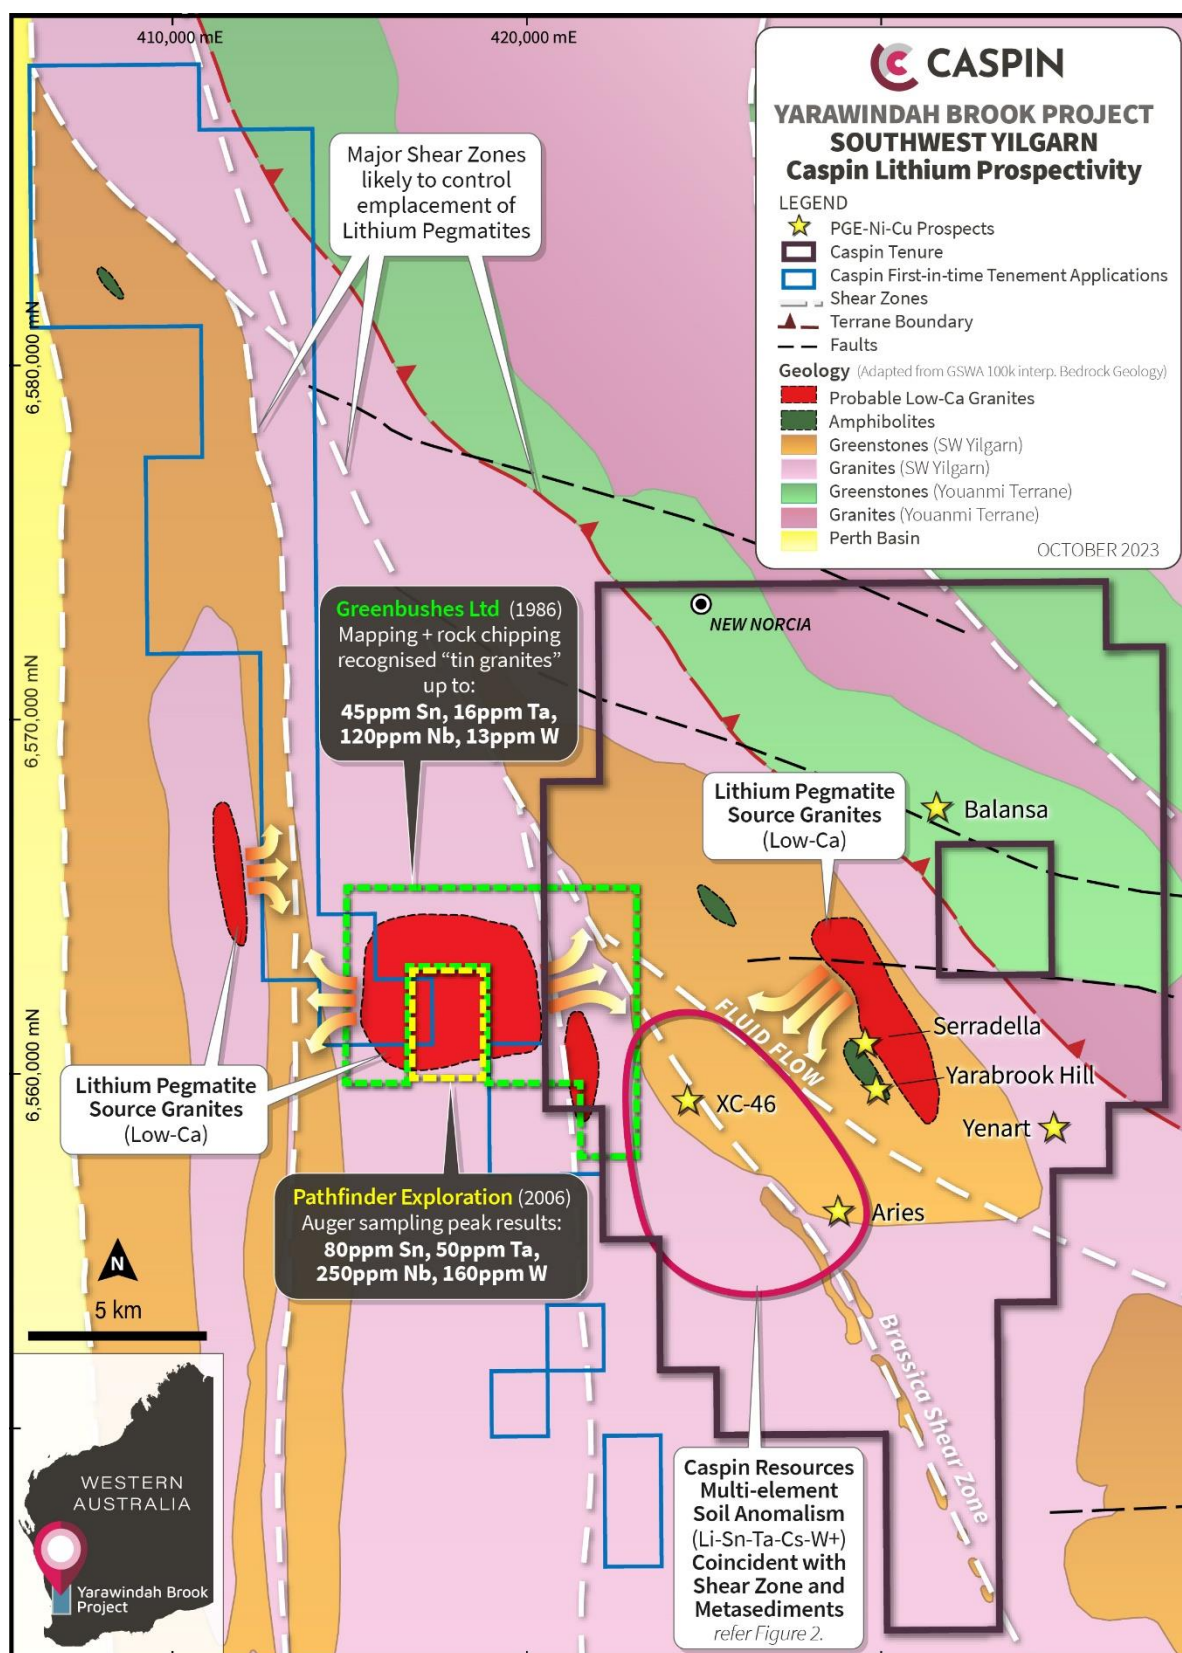 410,000 mE
420,000 mE
CASPIN
YARAWINDAH BROOK PROJECT
SOUTHWEST YILGARN
Caspin Lithium Prospectivity
LEGEND
PGE-Ni-Cu Prospects
Caspin Tenure
Caspin First-in-time Tenement Applications
Shear Zones
Terrane Boundary
Faults
Geology (Adapted from GSWA 100k interp. Bedrock Geology)
Probable Low-Ca Granites
Amphibolites
Greenstones (SW Yilgarn)
Granites (SW Yilgarn)
Greenstones (Youanmi Terrane)
Granites (Youanmi Terrane)
Perth Basin
OCTOBER 2023
Major Shear Zones
likely to control
emplacement of
Lithium Pegmatites
6,580,000 mN
6,570,000 mN
6,560,000 mN
Greenbushes Ltd (1986)
Mapping + rock chipping
recognised “tin granites”
up to:
45ppm Sn, 16ppm Ta,
120ppm Nb, 13ppm W
NEW NORCIA
Lithium Pegmatite
Source Granites
(Low-Ca)
Balansa
Serradella
Yarabrook Hill
Yenart
Aries
XC-46
FLUID FLOW
Lithium Pegmatite
Source Granites
(Low-Ca)
Pathfinder Exploration (2006)
Auger sampling peak results:
80ppm Sn, 50ppm Ta,
250ppm Nb, 160ppm W
N
5 km
Brassica Shear Zone
Caspin Resources
Multi-element
Soil Anomalism
(Li-Sn-Ta-Cs-W+)
Coincident with
Shear Zone and
Metasediments
refer Figure 2.
WESTERN
AUSTRALIA
Yarawindah Brook
Project